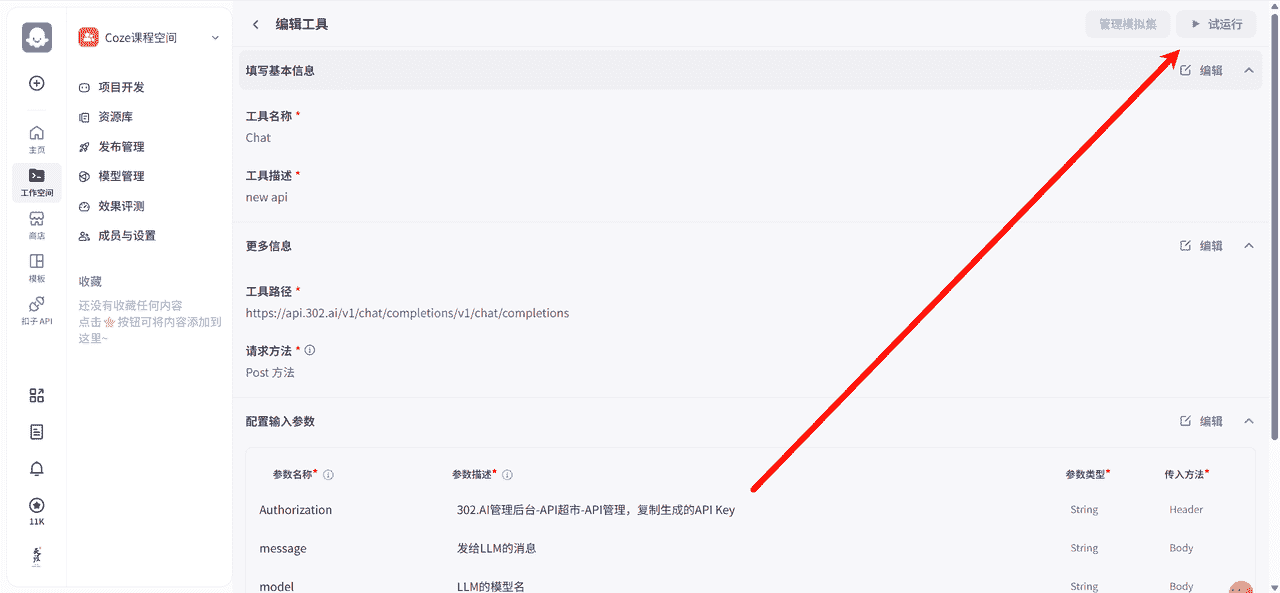 Coze课程空间
项目开发
资源库
发布管理
模型管理
效果评测
成员与设置
收藏
还没有收藏任何内容
点击按钮可将内容添加到
这里~
主页
工作空间
商店
模板
扣子 API
11K
编辑工具
管理模拟集
试运行
填写基本信息
编辑
工具名称 *
Chat
工具描述 *
new api
更多信息
编辑
工具路径 *
https://api.302.ai/v1/chat/completions/v1/chat/completions
请求方法 *
Post 方法
配置输入参数
编辑
参数名称* 参数描述* 参数类型* 传入方法*
Authorization 302.AI管理后台-API超市-API管理，复制生成的API Key String Header
message 发给LLM的消息 String Body
model LLM的模型名 String Body